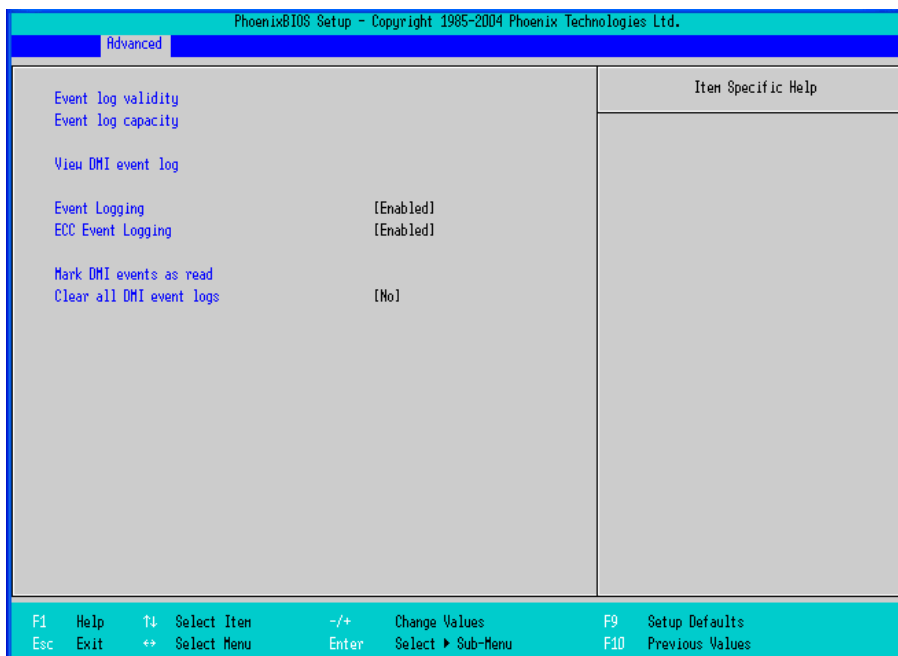 PhoenixBIOS Setup - Copyright 1985-2004 Phoenix Technologies Ltd.
Advanced
Item Specific Help
Event log validity
Event log capacity
View DMI event log
Event Logging [Enabled]
ECC Event Logging [Enabled]
Mark DMI events as read
Clear all DMI event logs [No]
F1 Help ↑↓ Select Item -/+ Change Values F9 Setup Defaults
Esc Exit ↔ Select Menu Enter Select ▶ Sub-Menu F10 Previous Values